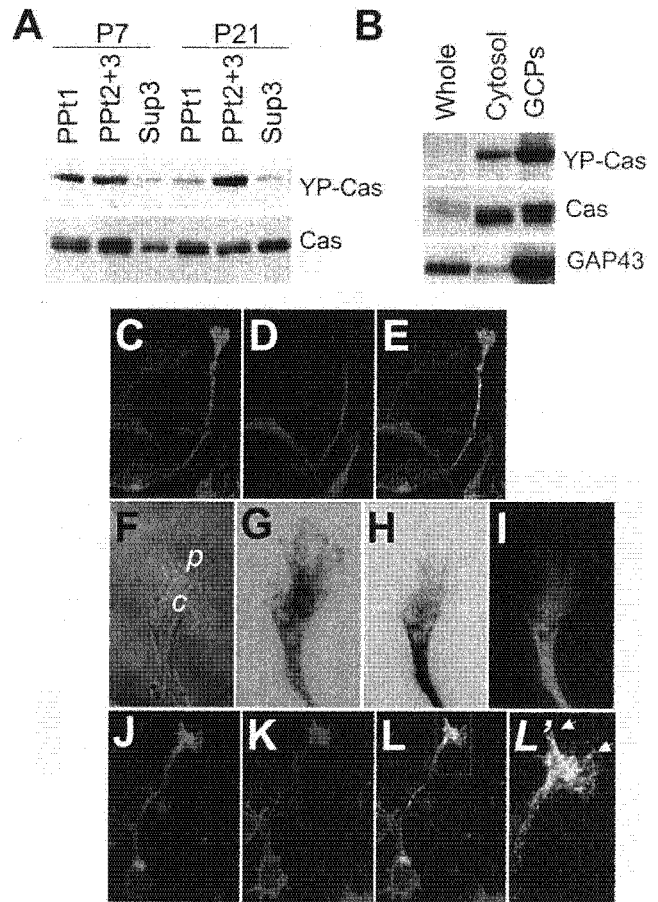 A
P7 P21
PPt1 PPt2+3 Sup3 PPt1 PPt2+3 Sup3
YP-Cas
Cas
B
Whole Cytosol GCPs
YP-Cas
Cas
GAP43
C D E
F p c G H I
J K L L'